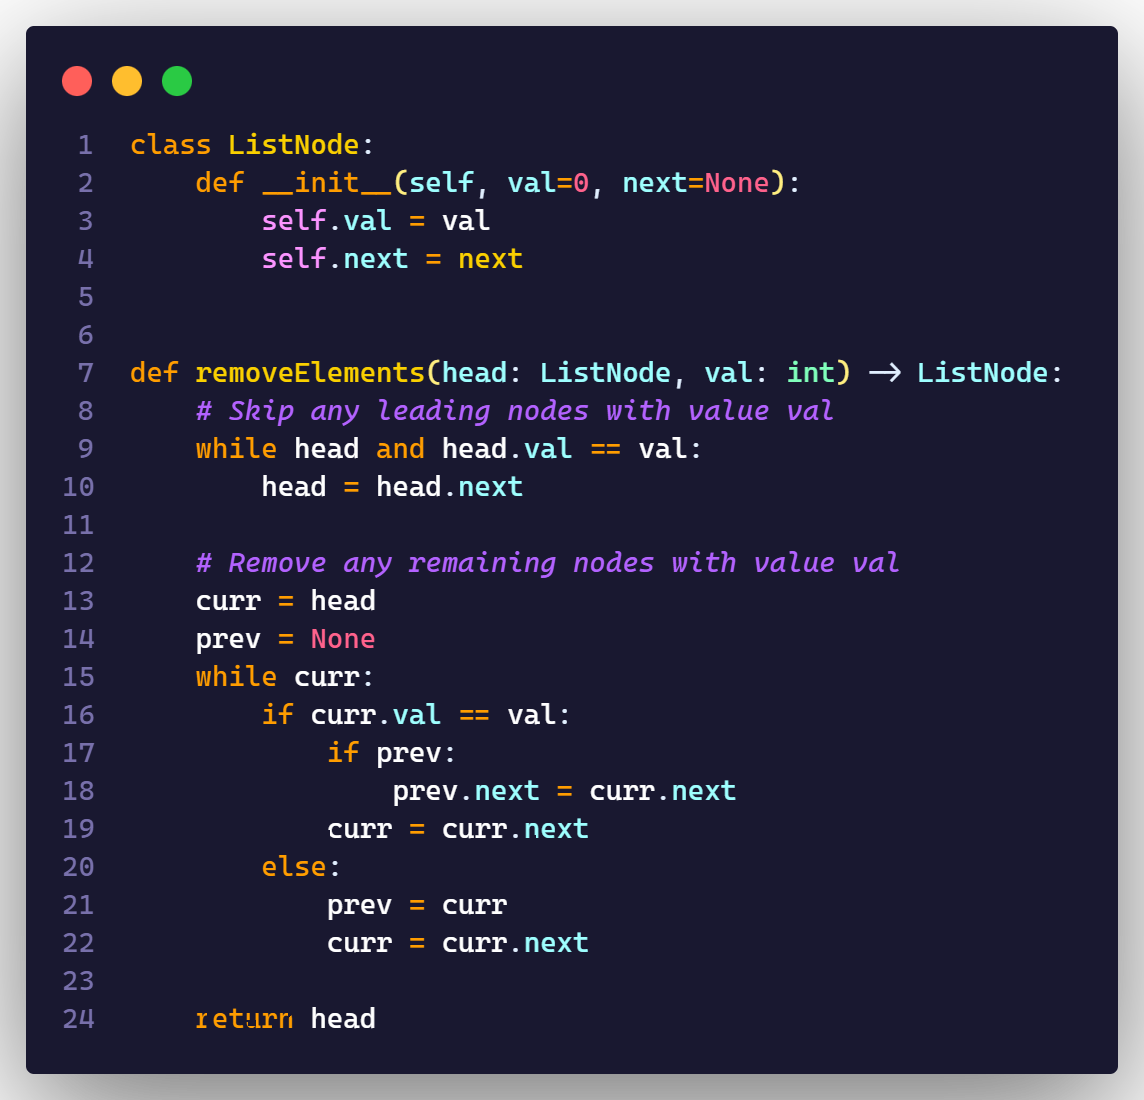 1 class ListNode:
2     def __init__(self, val=0, next=None):
3         self.val = val
4         self.next = next
5
6
7 def removeElements(head: ListNode, val: int) -> ListNode:
8     # Skip any leading nodes with value val
9     while head and head.val == val:
10         head = head.next
11
12     # Remove any remaining nodes with value val
13     curr = head
14     prev = None
15     while curr:
16         if curr.val == val:
17             if prev:
18                 prev.next = curr.next
19             curr = curr.next
20         else:
21             prev = curr
22             curr = curr.next
23
24     return head